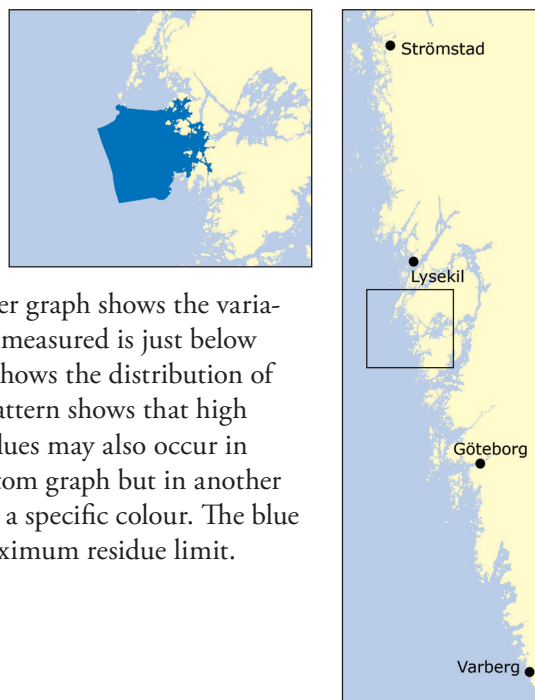 er graph shows the varia-
measured is just below
hows the distribution of
attern shows that high
lues may also occur in
tom graph but in another
a specific colour. The blue
ximum residue limit.
Strömstad
Lysekil
Göteborg
Varberg